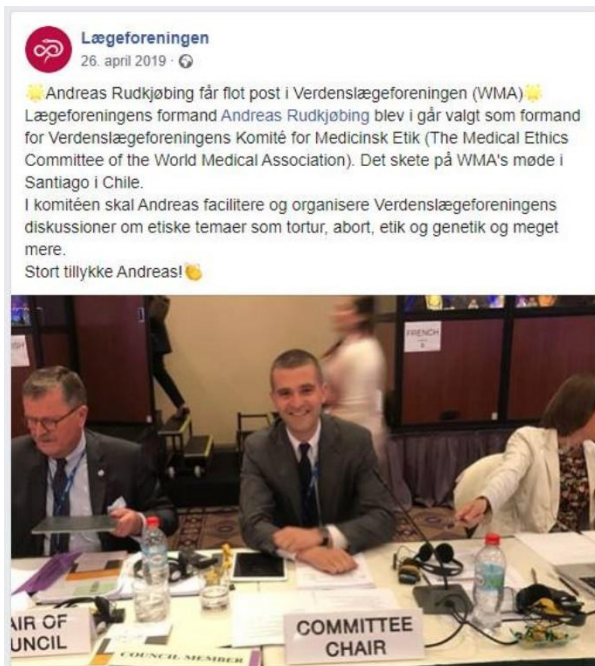 Lægeforeningen
26. april 2019 ·
🌟Andreas Rudkjøbing får flot post i Verdenslægeforeningen (WMA)🌟
Lægeforeningens formand Andreas Rudkjøbing blev i går valgt som formand
for Verdenslægeforeningens Komité for Medicinsk Etik (The Medical Ethics
Committee of the World Medical Association). Det skete på WMA's møde i
Santiago i Chile.
I komitéen skal Andreas facilitere og organisere Verdenslægeforeningens
diskussioner om etiske temaer som tortur, abort, etik og genetik og meget
mere.
Stort tillykke Andreas!👏
FRENCH
AIR OF
UNCIL
COUNCIL MEMBER
COMMITTEE
CHAIR